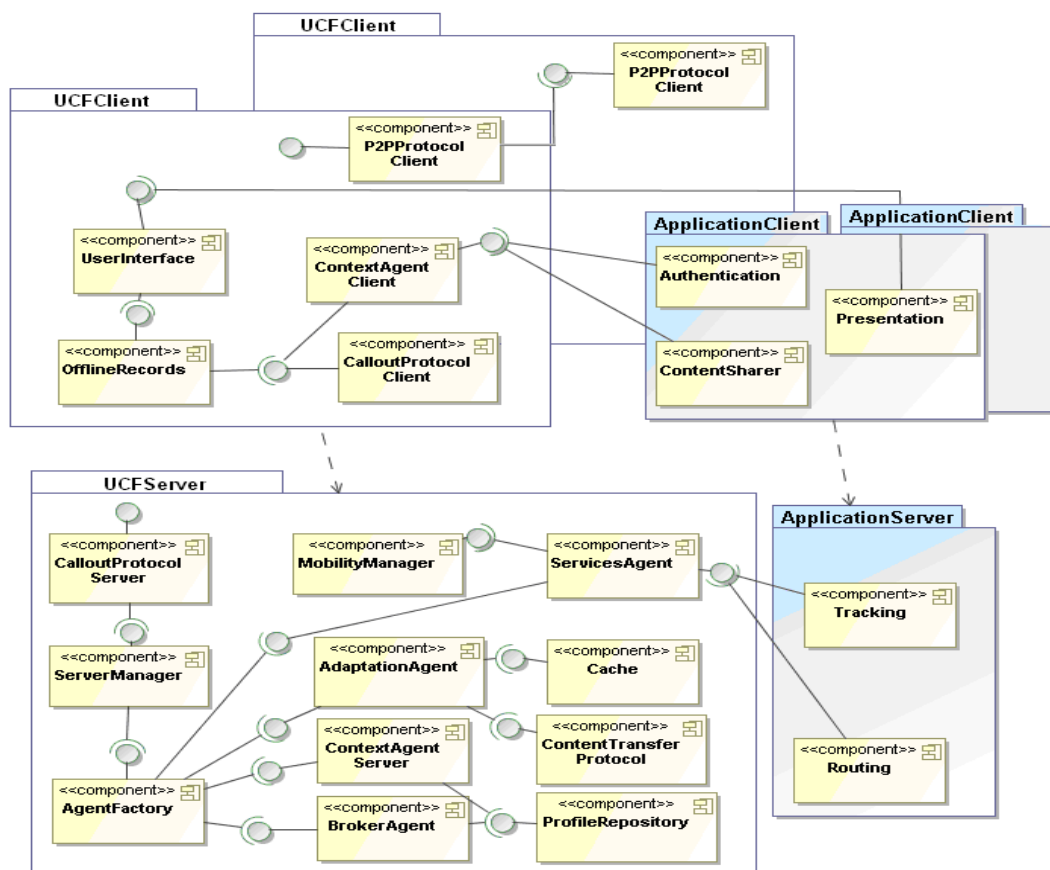 UCFClient
<<component>>
P2PProtocol
Client
UCFClient
<<component>>
P2PProtocol
Client
ApplicationClient
ApplicationClient
<<component>>
UserInterface
<<component>>
ContextAgent
Client
<<component>>
Authentication
<<component>>
Presentation
<<component>>
OfflineRecords
<<component>>
CalloutProtocol
Client
<<component>>
ContentSharer
UCFServer
ApplicationServer
<<component>>
CalloutProtocol
Server
<<component>>
MobilityManager
<<component>>
ServicesAgent
<<component>>
Tracking
<<component>>
ServerManager
<<component>>
AdaptationAgent
<<component>>
Cache
<<component>>
ContextAgent
Server
<<component>>
ContentTransfer
Protocol
<<component>>
Routing
<<component>>
AgentFactory
<<component>>
BrokerAgent
<<component>>
ProfileRepository